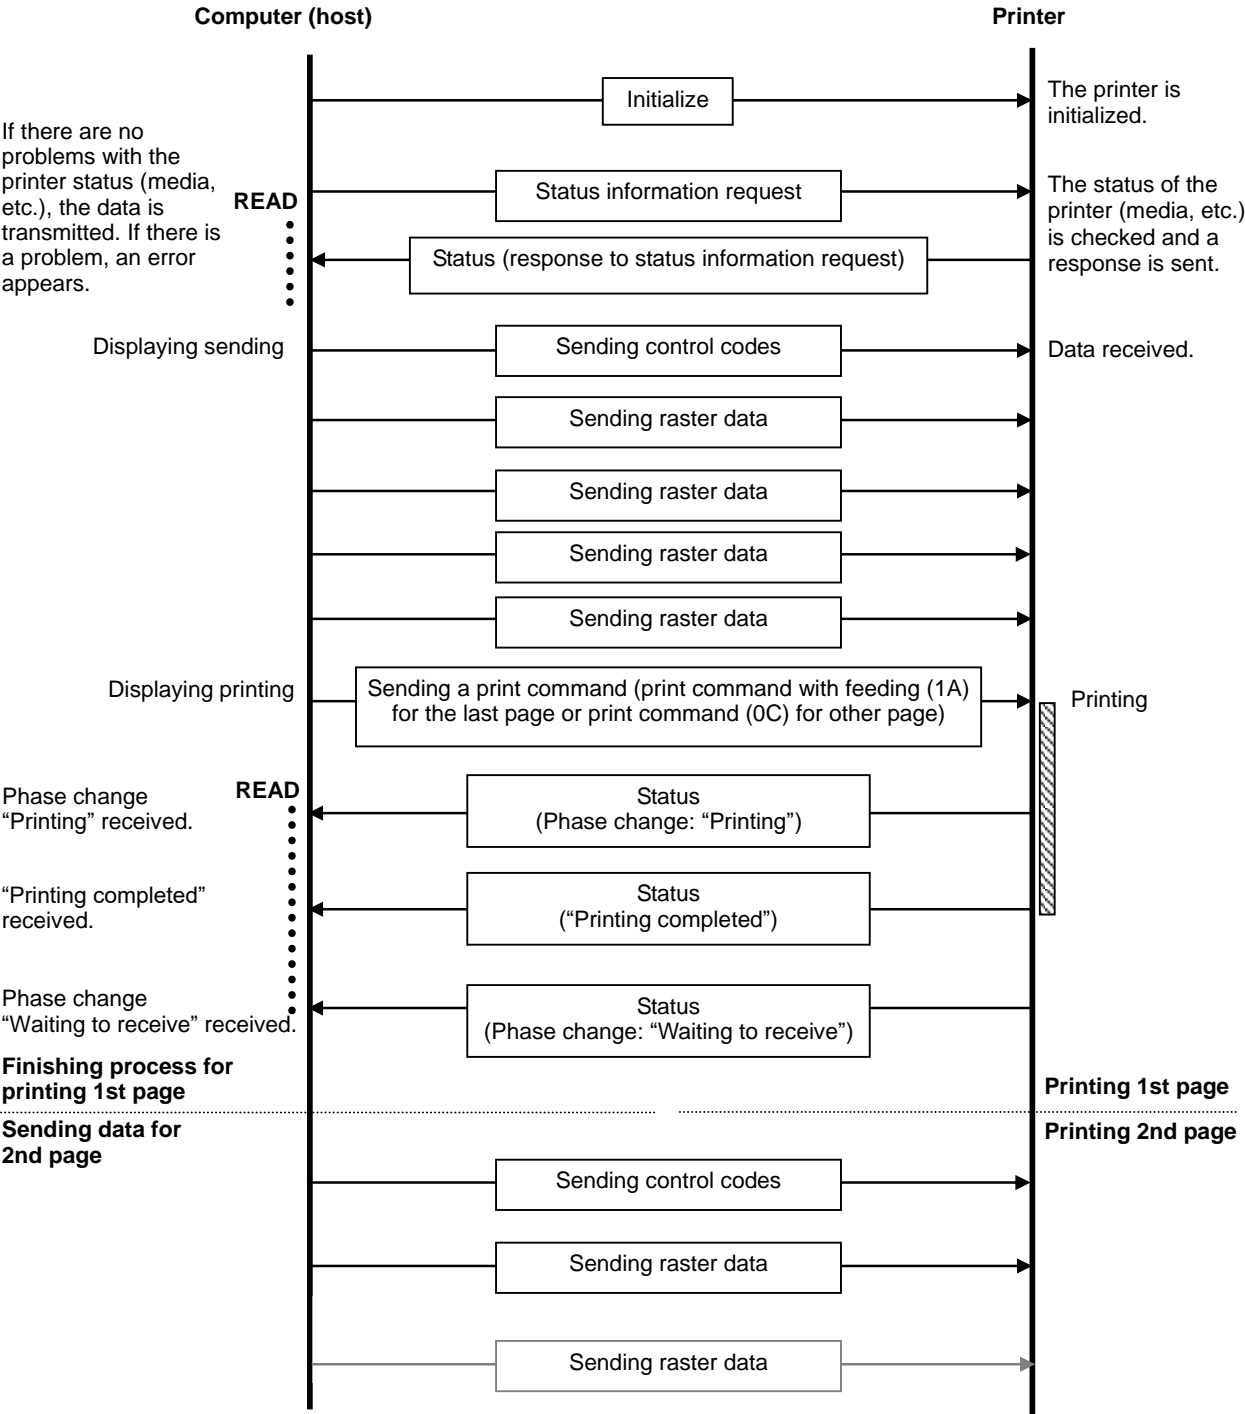 Computer (host)
Printer
Initialize
The printer is
initialized.
If there are no
problems with the
printer status (media,
etc.), the data is
transmitted. If there is
a problem, an error
appears.
READ
Status information request
The status of the
printer (media, etc.)
is checked and a
response is sent.
Status (response to status information request)
Displaying sending
Sending control codes
Data received.
Sending raster data
Sending raster data
Sending raster data
Sending raster data
Displaying printing
Sending a print command (print command with feeding (1A)
for the last page or print command (0C) for other page)
Printing
READ
Phase change
“Printing” received.
Status
(Phase change: “Printing”)
“Printing completed”
received.
Status
(“Printing completed”)
Phase change
“Waiting to receive” received.
Status
(Phase change: “Waiting to receive”)
Finishing process for
printing 1st page
Printing 1st page
Sending data for
2nd page
Printing 2nd page
Sending control codes
Sending raster data
Sending raster data